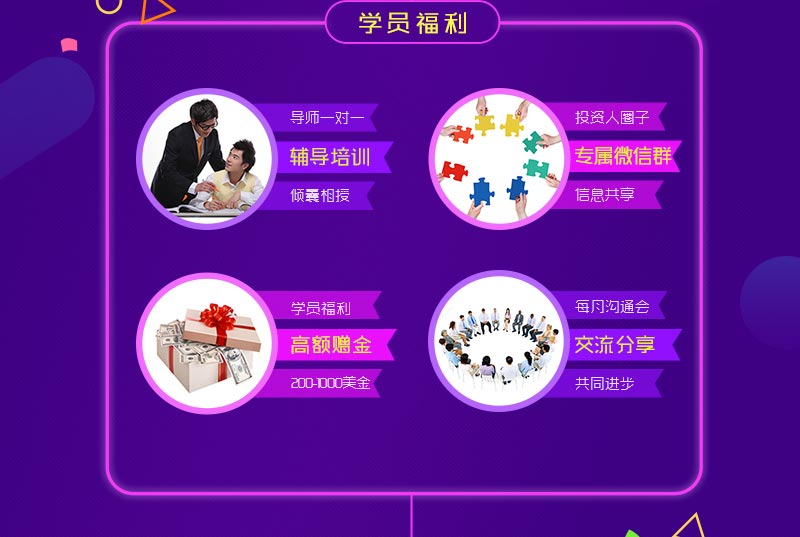 学员福利
导师一对一
辅导培训
倾囊相授
投资人圈子
专属微信群
信息共享
学员福利
高额赠金
200-1000美金
每月沟通会
交流分享
共同进步